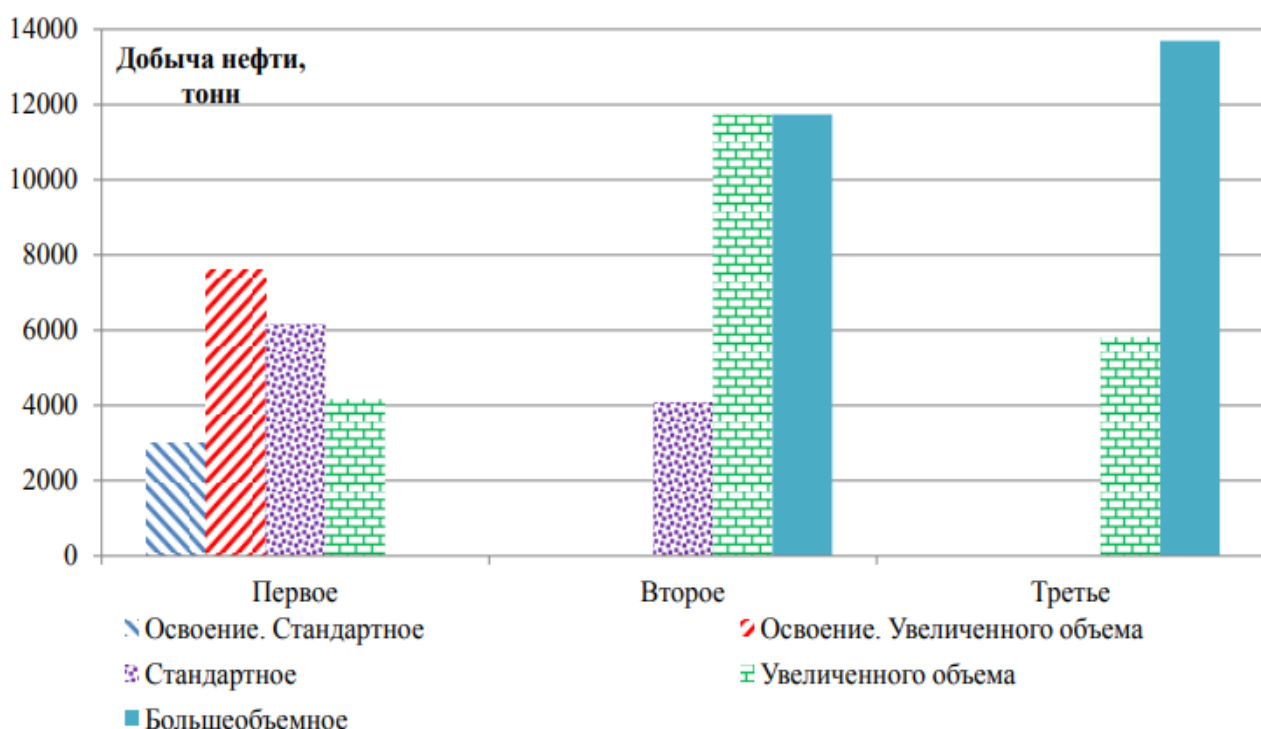 14000
Добыча нефти,
тонн
12000
10000
8000
6000
4000
2000
0
Первое Второе Третье
Освоение. Стандартное Освоение. Увеличенного объема
Стандартное Увеличенного объема
Большеобъемное